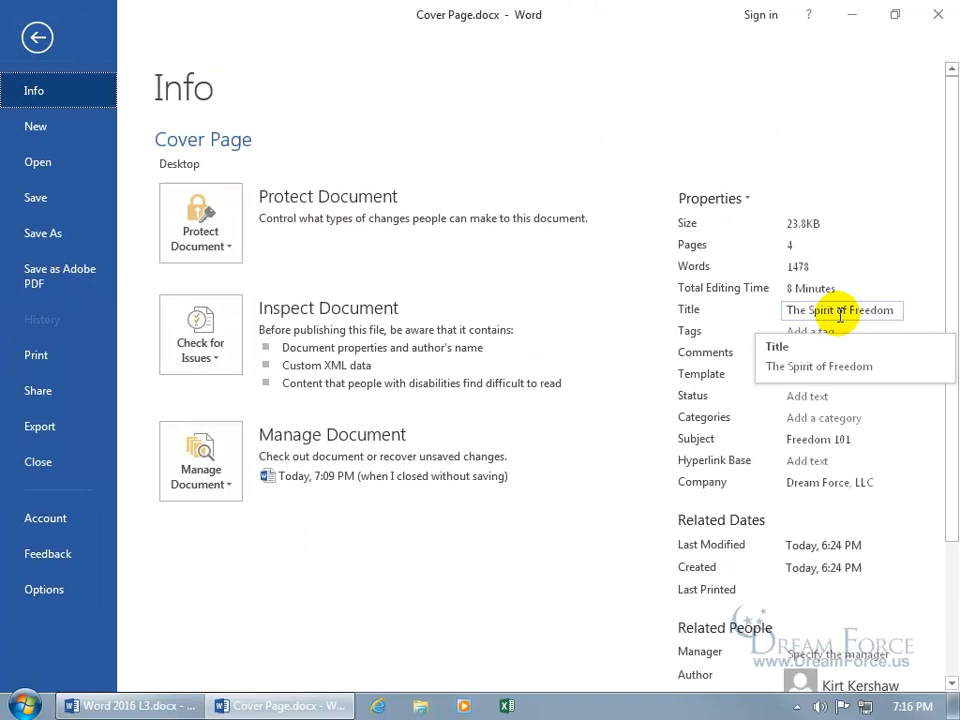 Cover Page.docx - Word
Sign in
?
Info
New
Open
Save
Save As
Save as Adobe
PDF
History
Print
Share
Export
Close
Account
Feedback
Options
Info
Cover Page
Desktop
Protect
Document
Protect Document
Control what types of changes people can make to this document.
Check for
Issues
Inspect Document
Before publishing this file, be aware that it contains:
Document properties and author's name
Custom XML data
Content that people with disabilities find difficult to read
Manage
Document
Manage Document
Check out document or recover unsaved changes.
Today, 7:09 PM (when I closed without saving)
Properties
Size 23.8KB
Pages 4
Words 1478
Total Editing Time 8 Minutes
Title The Spirit of Freedom
Tags Add a tag
Comments
Title
The Spirit of Freedom
Template
Status Add text
Categories Add a category
Subject Freedom 101
Hyperlink Base Add text
Company Dream Force, LLC
Related Dates
Last Modified Today, 6:24 PM
Created Today, 6:24 PM
Last Printed
Related People
Manager Specify the manager
Author Kirt Kershaw
DREAM FORCE
www.DreamForce.us
Word 2016 L3.docx - ...
Cover Page.docx - W...
7:16 PM